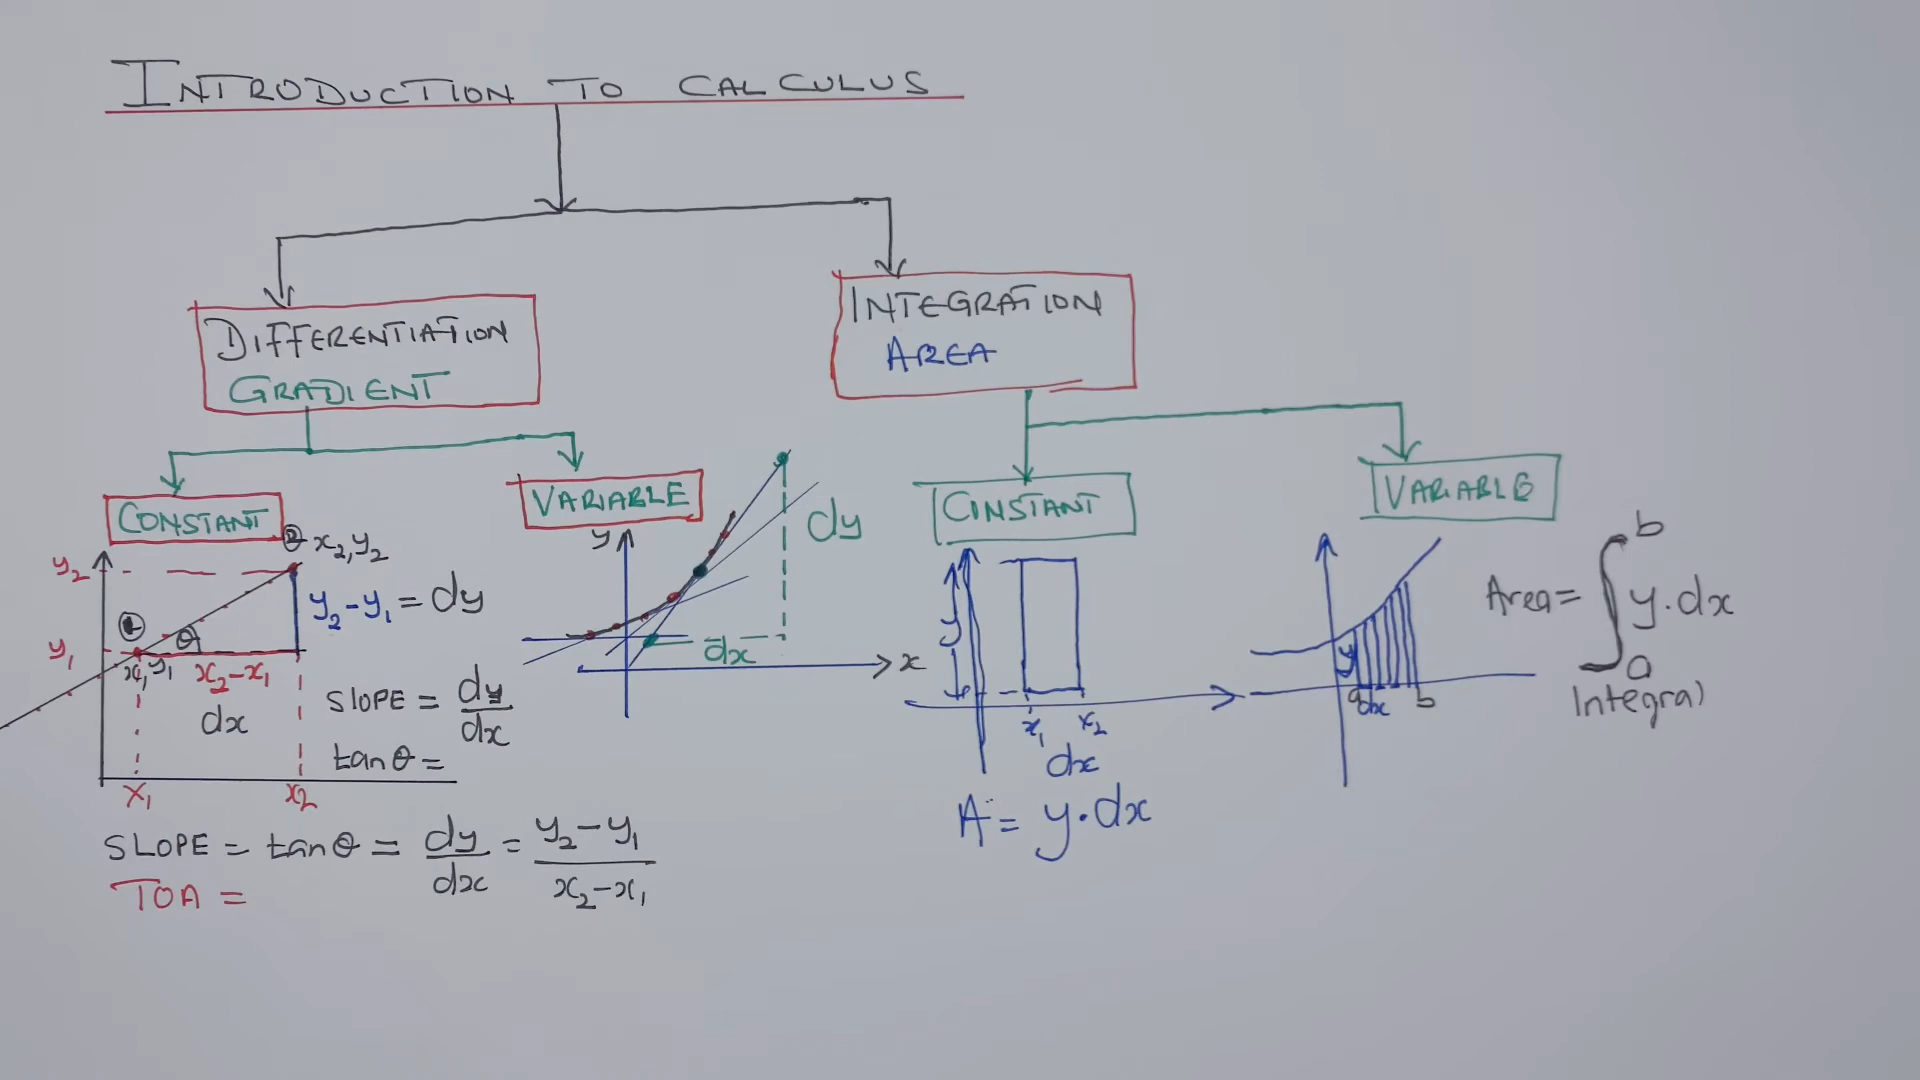 INTRODUCTION TO CALCULUS
DIFFERENTIATION
GRADIENT
INTEGRATION
AREA
CONSTANT
VARIABLE
CONSTANT
VARIABLE
② x₂,y₂
y₂
y₂-y₁ = dy
①
θ
y₁
x₁,y₁
x₂-x₁
dx
SLOPE = dy/dx
tanθ =
x₁
x₂
SLOPE = tanθ = dy/dx = y₂-y₁/x₂-x₁
TOA =
y
dy
dx
x
y
x₁
x₂
dx
A = y·dx
y
a
dx
b
Area = ∫ₐᵇ y·dx
Integral